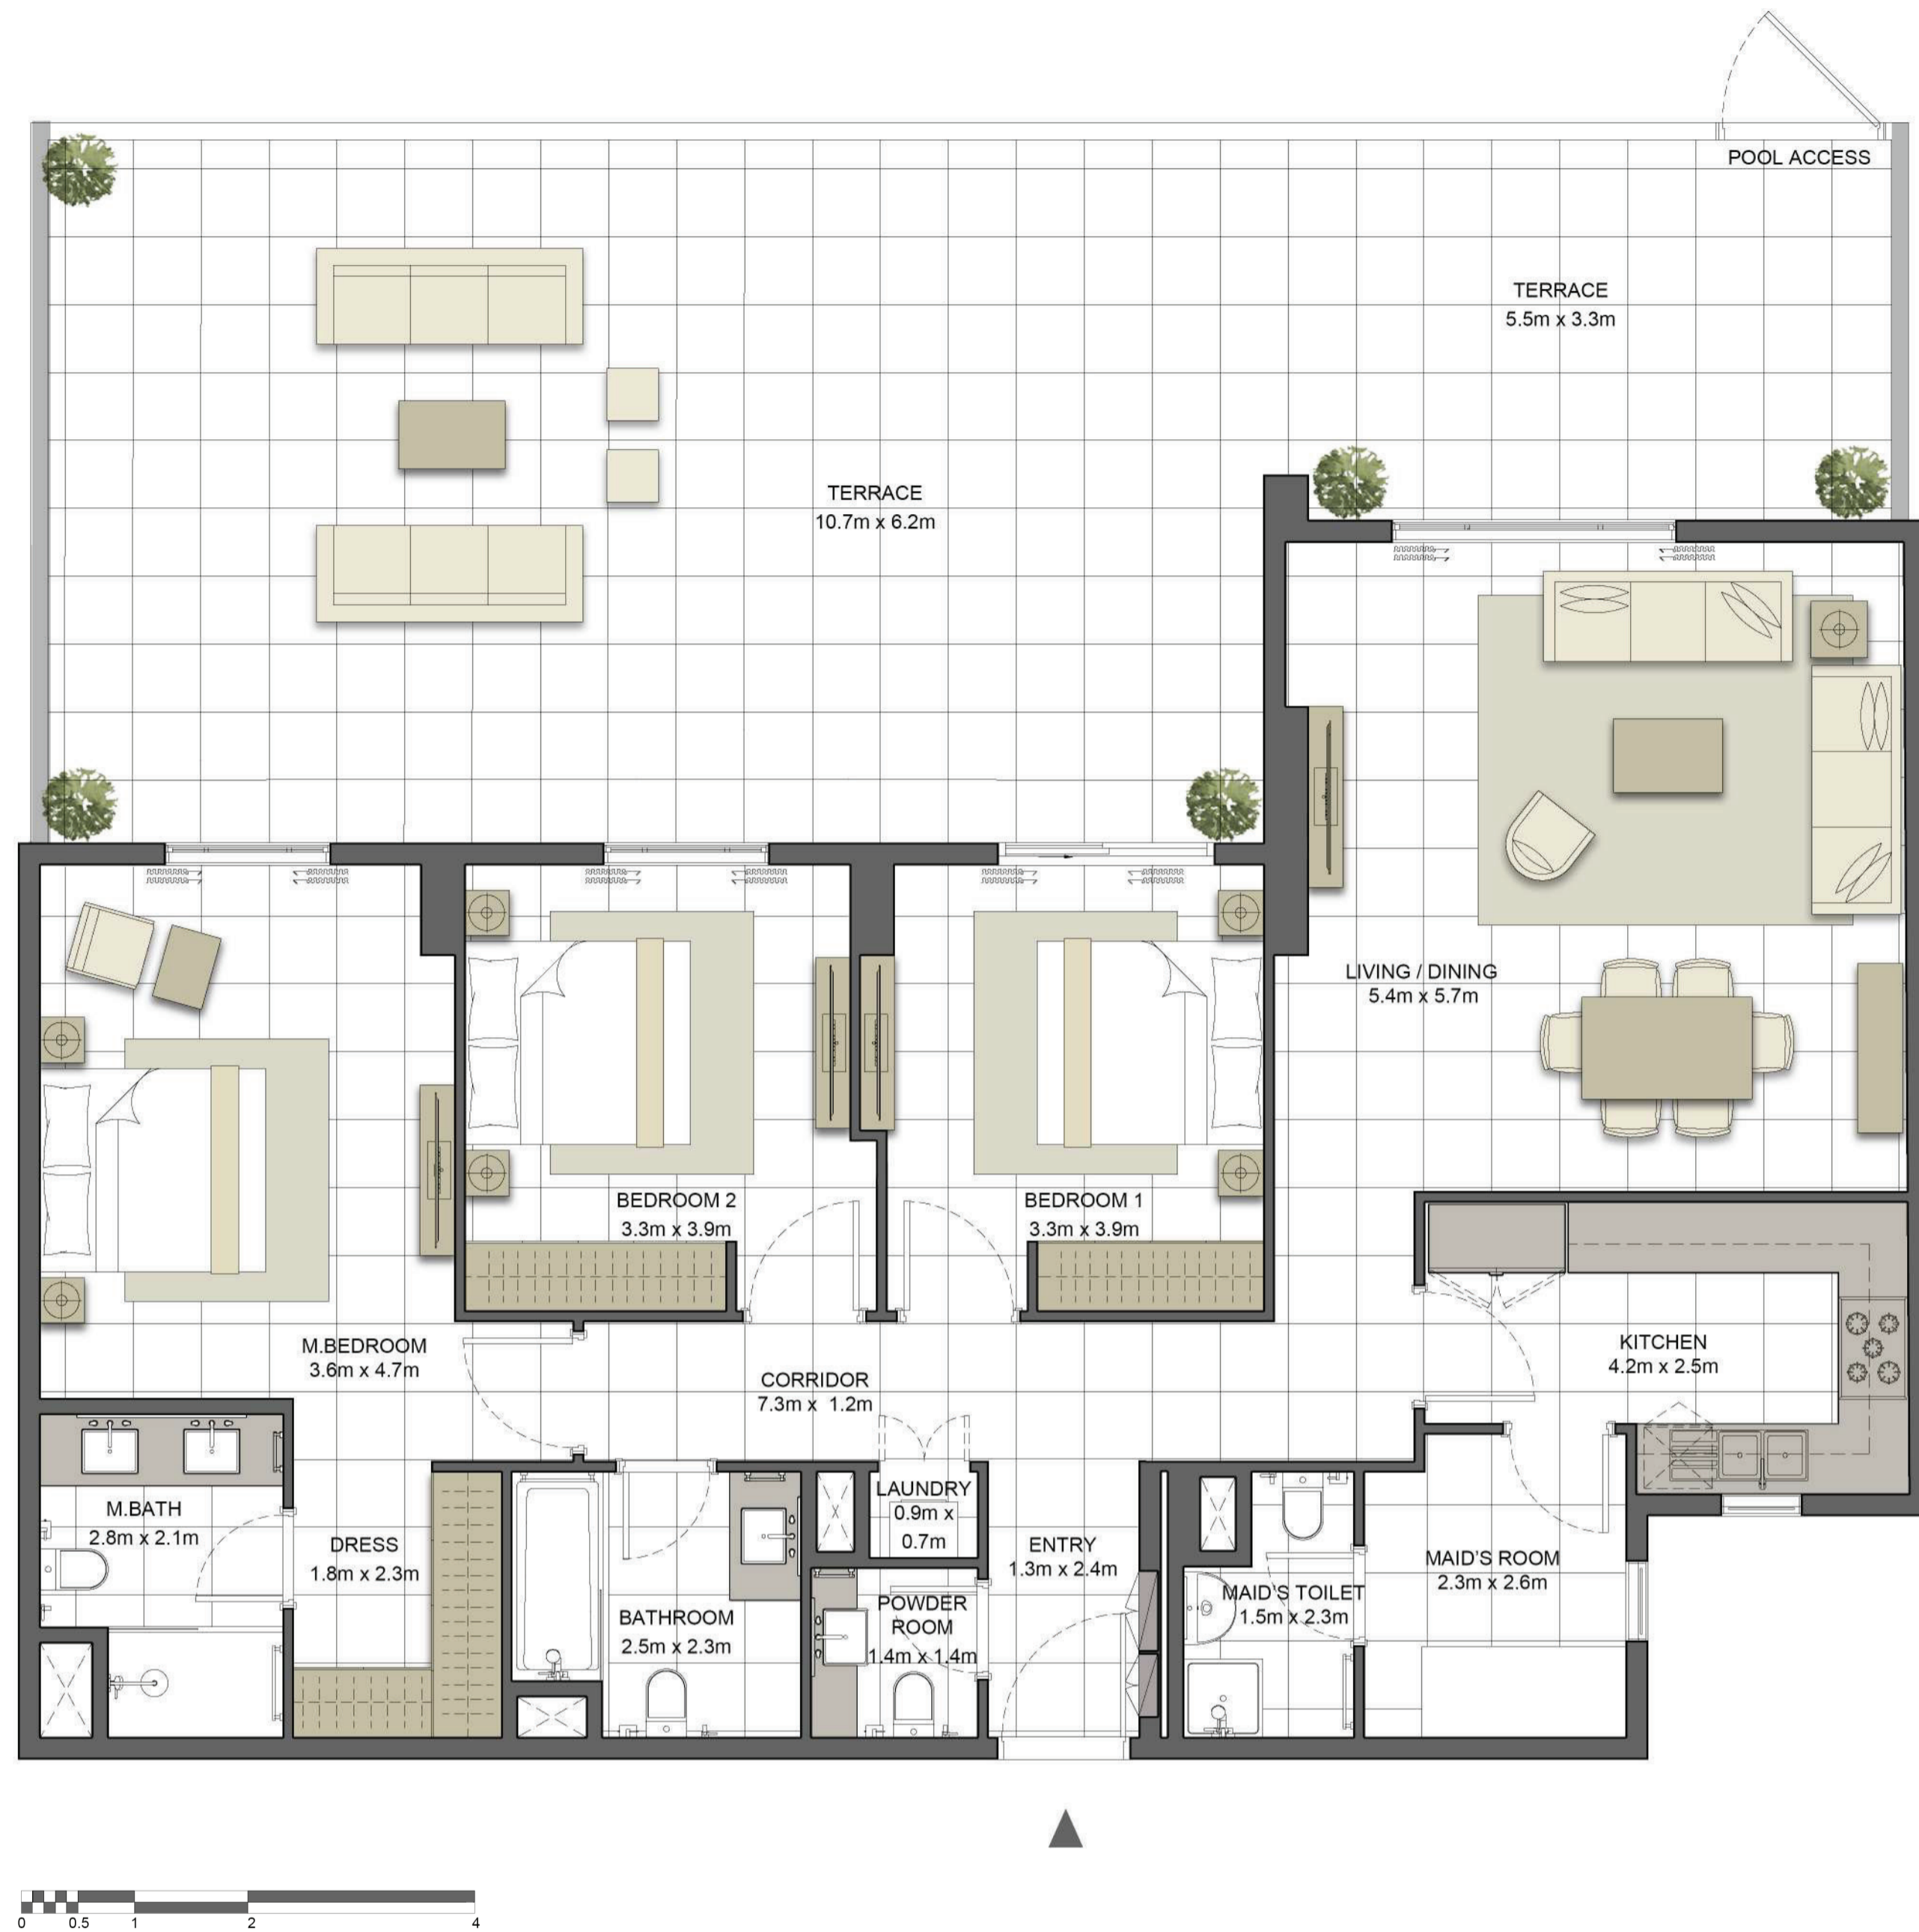 POOL ACCESS
TERRACE
5.5m x 3.3m
TERRACE
10.7m x 6.2m
LIVING / DINING
5.4m x 5.7m
BEDROOM 2
3.3m x 3.9m
BEDROOM 1
3.3m x 3.9m
M.BEDROOM
3.6m x 4.7m
CORRIDOR
7.3m x 1.2m
KITCHEN
4.2m x 2.5m
M.BATH
2.8m x 2.1m
DRESS
1.8m x 2.3m
BATHROOM
2.5m x 2.3m
LAUNDRY
0.9m x
0.7m
POWDER
ROOM
1.4m x 1.4m
ENTRY
1.3m x 2.4m
MAID'S TOILET
1.5m x 2.3m
MAID'S ROOM
2.3m x 2.6m
0 0.5 1 2 4